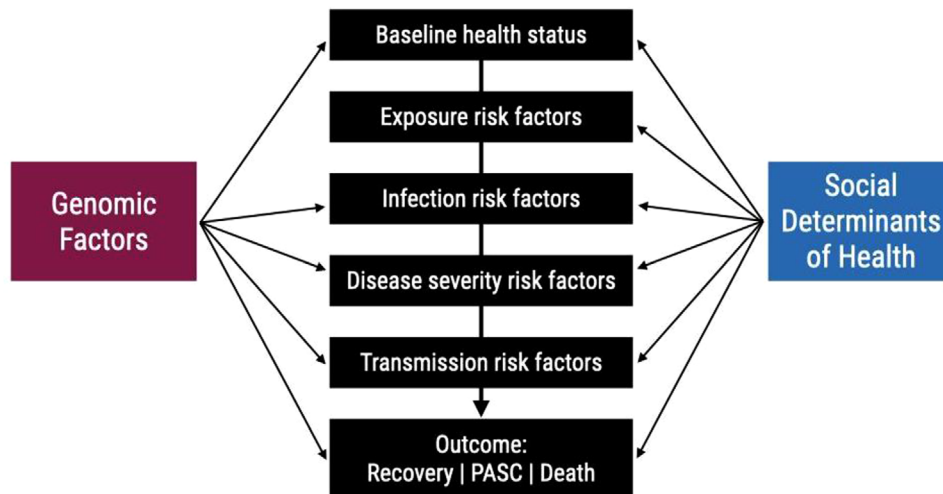 Baseline health status
Exposure risk factors
Genomic
Factors
Infection risk factors
Social
Determinants
of Health
Disease severity risk factors
Transmission risk factors
Outcome:
Recovery | PASC | Death